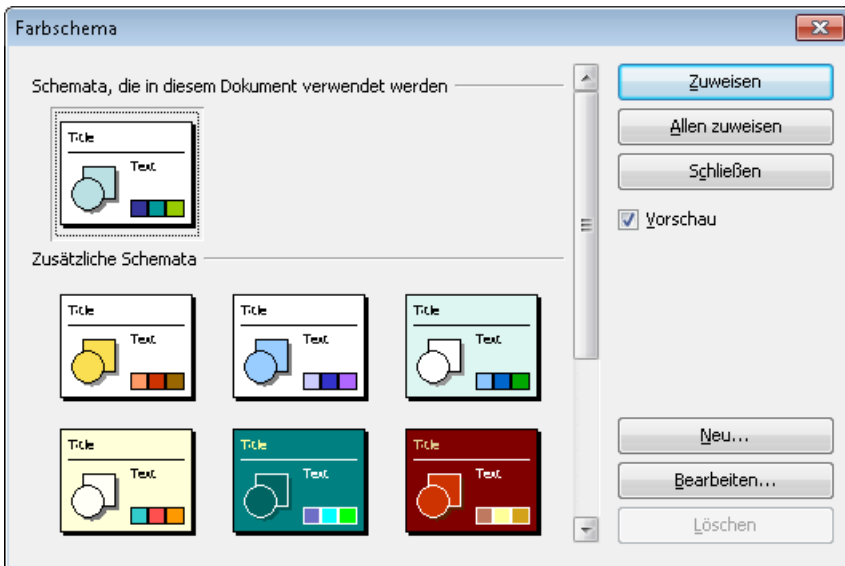 Farbschema
Schemata, die in diesem Dokument verwendet werden
Zuweisen
Title
Text
Allen zuweisen
Schließen
Vorschau
Zusätzliche Schemata
Title Title Title
Text Text Text
Title Title Title
Text Text Text
Neu...
Bearbeiten...
Löschen